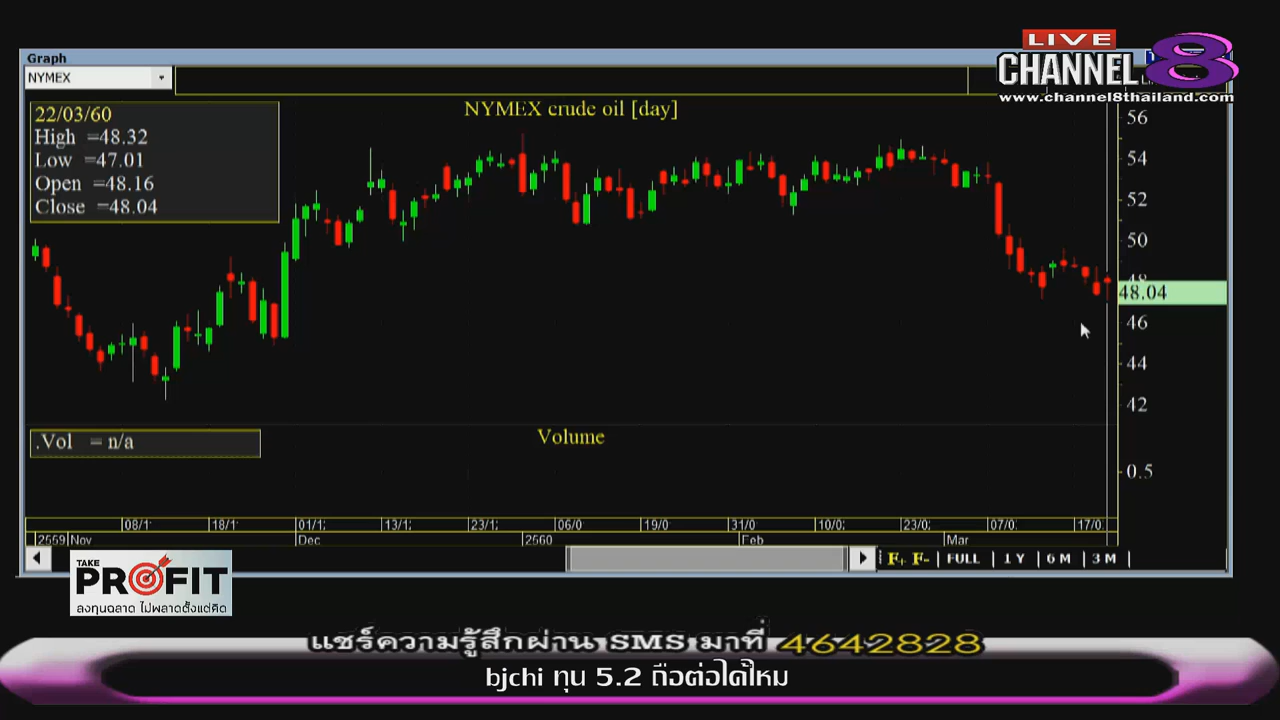 Graph
NYMEX
LIVE
CHANNEL 8
www.channel8thailand.com
NYMEX crude oil [day]
22/03/60
High =48.32
Low =47.01
Open =48.16
Close =48.04
56
54
52
50
48
48.04
46
44
42
.Vol = n/a
Volume
0.5
08/1 18/1 01/1 13/1 23/1 06/0 19/0 31/0 10/0 23/0 07/0 17/0
2559 Nov Dec 2560 Feb Mar
F+ F- FULL 1 Y 6 M 3 M
TAKE
PROFIT
ลงทุนฉลาด ไม่พลาดตั้งแต่คิด
แชร์ความรู้สึกผ่าน SMS มาที่ 4642828
bjchi ทุน 5.2 ถือต่อได้ไหม